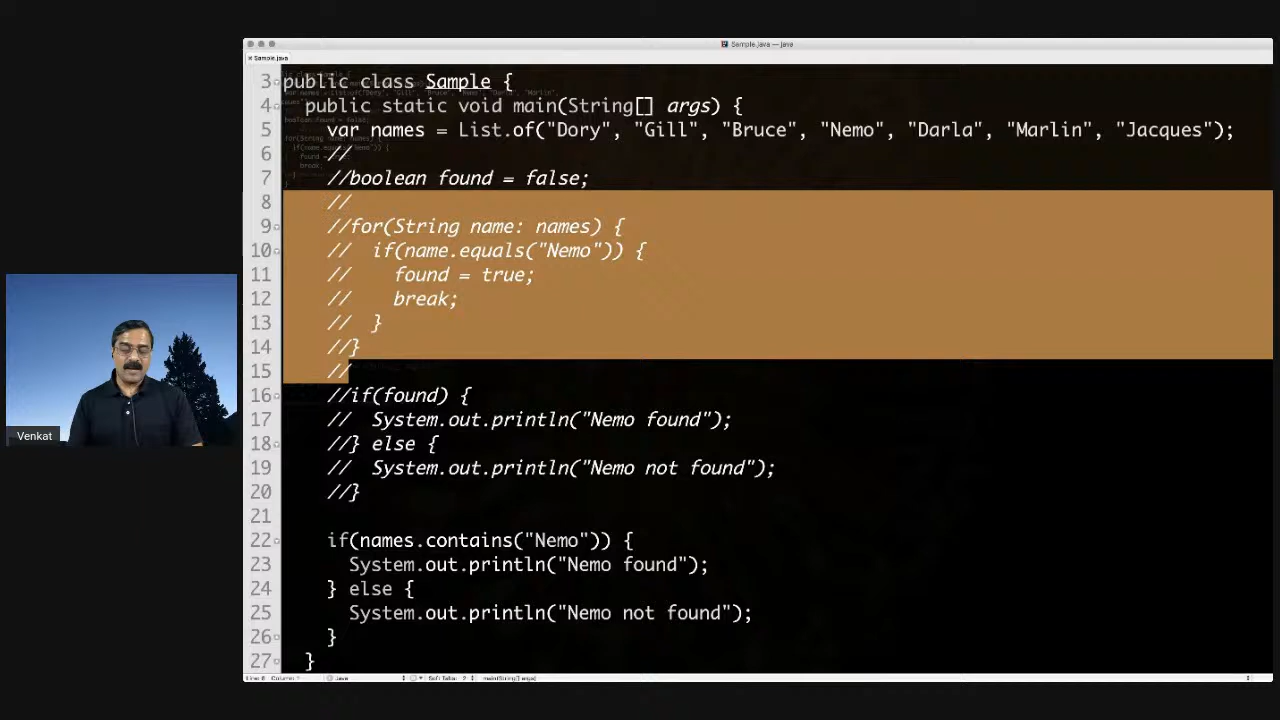 Sample.java — java
Sample.java
3 public class Sample {
4 public static void main(String[] args) {
5 var names = List.of("Dory", "Gill", "Bruce", "Nemo", "Darla", "Marlin", "Jacques");
6 //
7 //boolean found = false;
8 //
9 //for(String name: names) {
10 // if(name.equals("Nemo")) {
11 // found = true;
12 // break;
13 // }
14 //}
15 //
16 //if(found) {
17 // System.out.println("Nemo found");
18 //} else {
19 // System.out.println("Nemo not found");
20 //}
21
22 if(names.contains("Nemo")) {
23 System.out.println("Nemo found");
24 } else {
25 System.out.println("Nemo not found");
26 }
27 }
Venkat
Java
Soft Tabs: 2